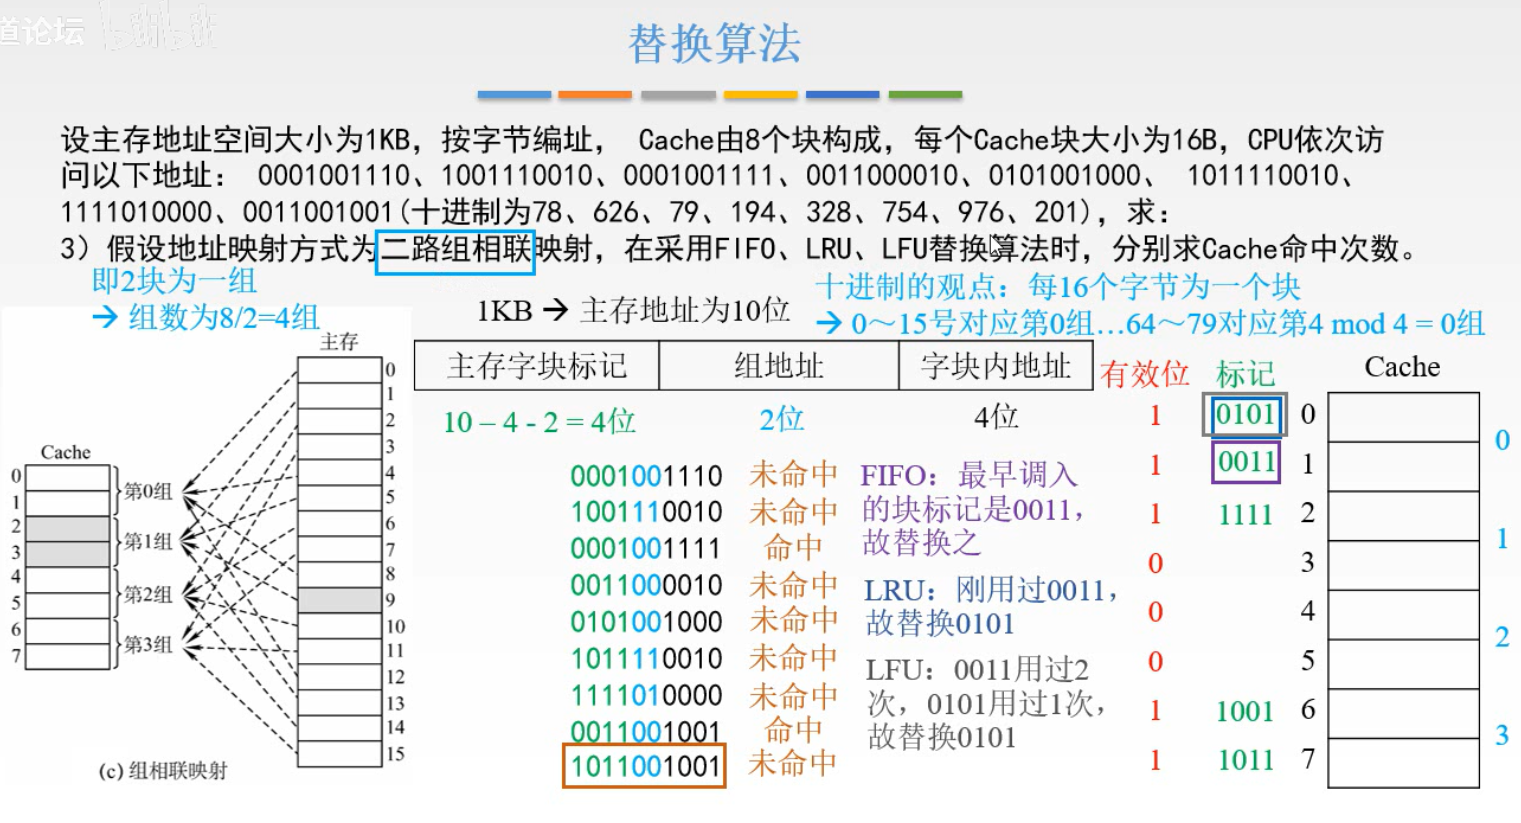 道论坛
bilibili
替换算法
设主存地址空间大小为1KB，按字节编址， Cache由8个块构成，每个Cache块大小为16B，CPU依次访
问以下地址： 0001001110、1001110010、0001001111、0011000010、0101001000、 1011110010、
1111010000、0011001001(十进制为78、626、79、194、328、754、976、201)，求：
3）假设地址映射方式为二路组相联映射，在采用FIFO、LRU、LFU替换算法时，分别求Cache命中次数。
即2块为一组
→ 组数为8/2=4组
1KB → 主存地址为10位
十进制的观点：每16个字节为一个块
→ 0～15号对应第0组…64～79对应第4 mod 4 = 0组
主存字块标记 组地址 字块内地址
10 – 4 - 2 = 4位 2位 4位
0001001110 未命中
1001110010 未命中
0001001111 命中
0011000010 未命中
0101001000 未命中
1011110010 未命中
1111010000 未命中
0011001001 命中
1011001001 未命中
FIFO：最早调入
的块标记是0011，
故替换之
LRU：刚用过0011，
故替换0101
LFU：0011用过2
次，0101用过1次，
故替换0101
有效位 标记 Cache
1 0101 0
1 0011 1
1 1111 2
0 3
0 4
0 5
1 1001 6
1 1011 7
0
1
2
3
主存
0
1
2
3
4
5
6
7
8
9
10
11
12
13
14
15
Cache
0
1
2
3
4
5
6
7
第0组
第1组
第2组
第3组
(c) 组相联映射